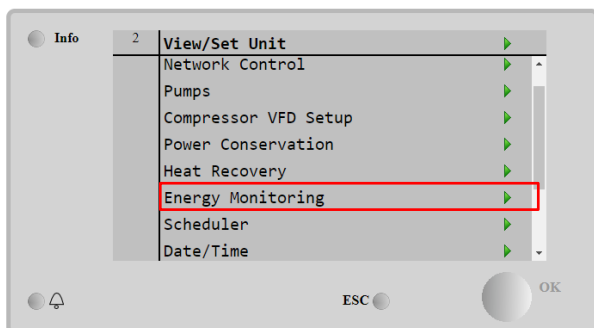 Info
2
View/Set Unit
Network Control
Pumps
Compressor VFD Setup
Power Conservation
Heat Recovery
Energy Monitoring
Scheduler
Date/Time
ESC
OK